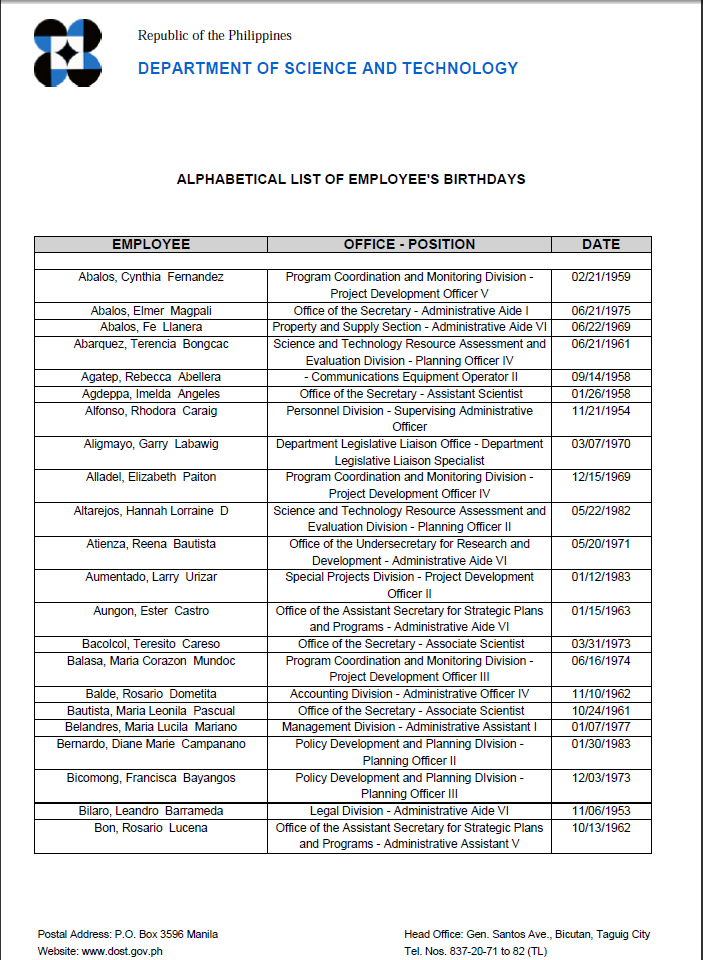 Republic of the Philippines
DEPARTMENT OF SCIENCE AND TECHNOLOGY
ALPHABETICAL LIST OF EMPLOYEE'S BIRTHDAYS
EMPLOYEE OFFICE - POSITION DATE
Abalos, Cynthia Fernandez Program Coordination and Monitoring Division - 02/21/1959
Project Development Officer V
Abalos, Elmer Magpali Office of the Secretary - Administrative Aide I 06/21/1975
Abalos, Fe Llanera Property and Supply Section - Administrative Aide VI 06/22/1969
Abarquez, Terencia Bongcac Science and Technology Resource Assessment and 06/21/1961
Evaluation Division - Planning Officer IV
Agatep, Rebecca Abellera - Communications Equipment Operator II 09/14/1958
Agdeppa, Imelda Angeles Office of the Secretary - Assistant Scientist 01/26/1958
Alfonso, Rhodora Caraig Personnel Division - Supervising Administrative 11/21/1954
Officer
Aligmayo, Garry Labawig Department Legislative Liaison Office - Department 03/07/1970
Legislative Liaison Specialist
Alladel, Elizabeth Paiton Program Coordination and Monitoring Division - 12/15/1969
Project Development Officer IV
Altarejos, Hannah Lorraine D Science and Technology Resource Assessment and 05/22/1982
Evaluation Division - Planning Officer II
Atienza, Reena Bautista Office of the Undersecretary for Research and 05/20/1971
Development - Administrative Aide VI
Aumentado, Larry Urizar Special Projects Division - Project Development 01/12/1983
Officer II
Aungon, Ester Castro Office of the Assistant Secretary for Strategic Plans 01/15/1963
and Programs - Administrative Aide VI
Bacolcol, Teresito Careso Office of the Secretary - Associate Scientist 03/31/1973
Balasa, Maria Corazon Mundoc Program Coordination and Monitoring Division - 06/16/1974
Project Development Officer III
Balde, Rosario Dometita Accounting Division - Administrative Officer IV 11/10/1962
Bautista, Maria Leonila Pascual Office of the Secretary - Associate Scientist 10/24/1961
Belandres, Maria Lucila Mariano Management Division - Administrative Assistant I 01/07/1977
Bernardo, Diane Marie Campanano Policy Development and Planning DIvision - 01/30/1983
Planning Officer II
Bicomong, Francisca Bayangos Policy Development and Planning DIvision - 12/03/1973
Planning Officer III
Bilaro, Leandro Barrameda Legal Division - Administrative Aide VI 11/06/1953
Bon, Rosario Lucena Office of the Assistant Secretary for Strategic Plans 10/13/1962
and Programs - Administrative Assistant V
Postal Address: P.O. Box 3596 Manila Head Office: Gen. Santos Ave., Bicutan, Taguig City
Website: www.dost.gov.ph Tel. Nos. 837-20-71 to 82 (TL)